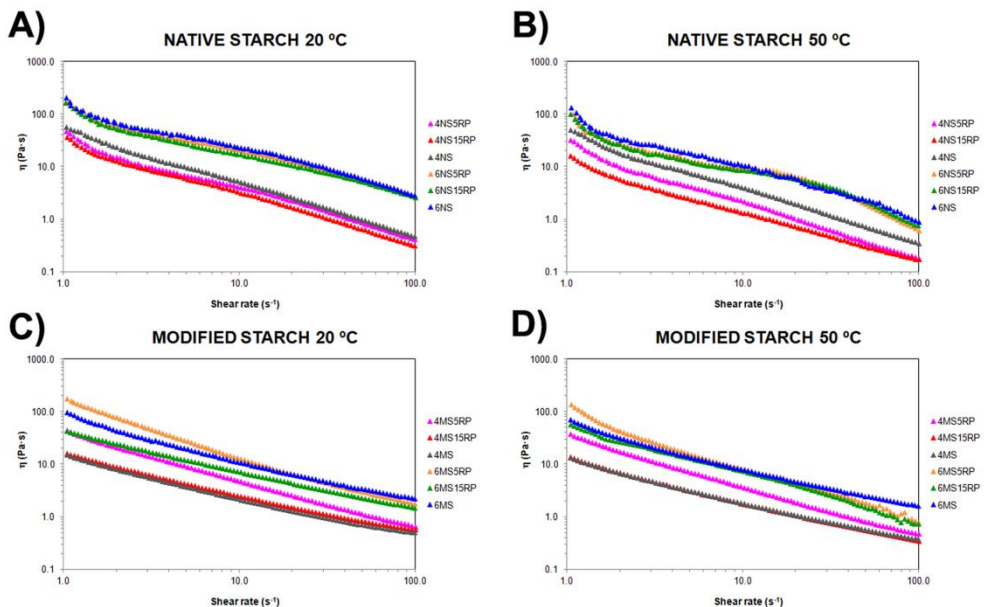 A)
NATIVE STARCH 20 ºC
η (Pa·s)
1000.0
100.0
10.0
1.0
0.1
1.0
10.0
100.0
Shear rate (s-1)
4NS5RP
4NS15RP
4NS
6NS5RP
6NS15RP
6NS
B)
NATIVE STARCH 50 ºC
η (Pa·s)
1000.0
100.0
10.0
1.0
0.1
1.0
10.0
100.0
Shear rate (s-1)
4NS5RP
4NS15RP
4NS
6NS5RP
6NS15RP
6NS
C)
MODIFIED STARCH 20 ºC
η (Pa·s)
1000.0
100.0
10.0
1.0
0.1
1.0
10.0
100.0
Shear rate (s-1)
4MS5RP
4MS15RP
4MS
6MS5RP
6MS15RP
6MS
D)
MODIFIED STARCH 50 ºC
η (Pa·s)
1000.0
100.0
10.0
1.0
0.1
1.0
10.0
100.0
Shear rate (s-1)
4MS5RP
4MS15RP
4MS
6MS5RP
6MS15RP
6MS